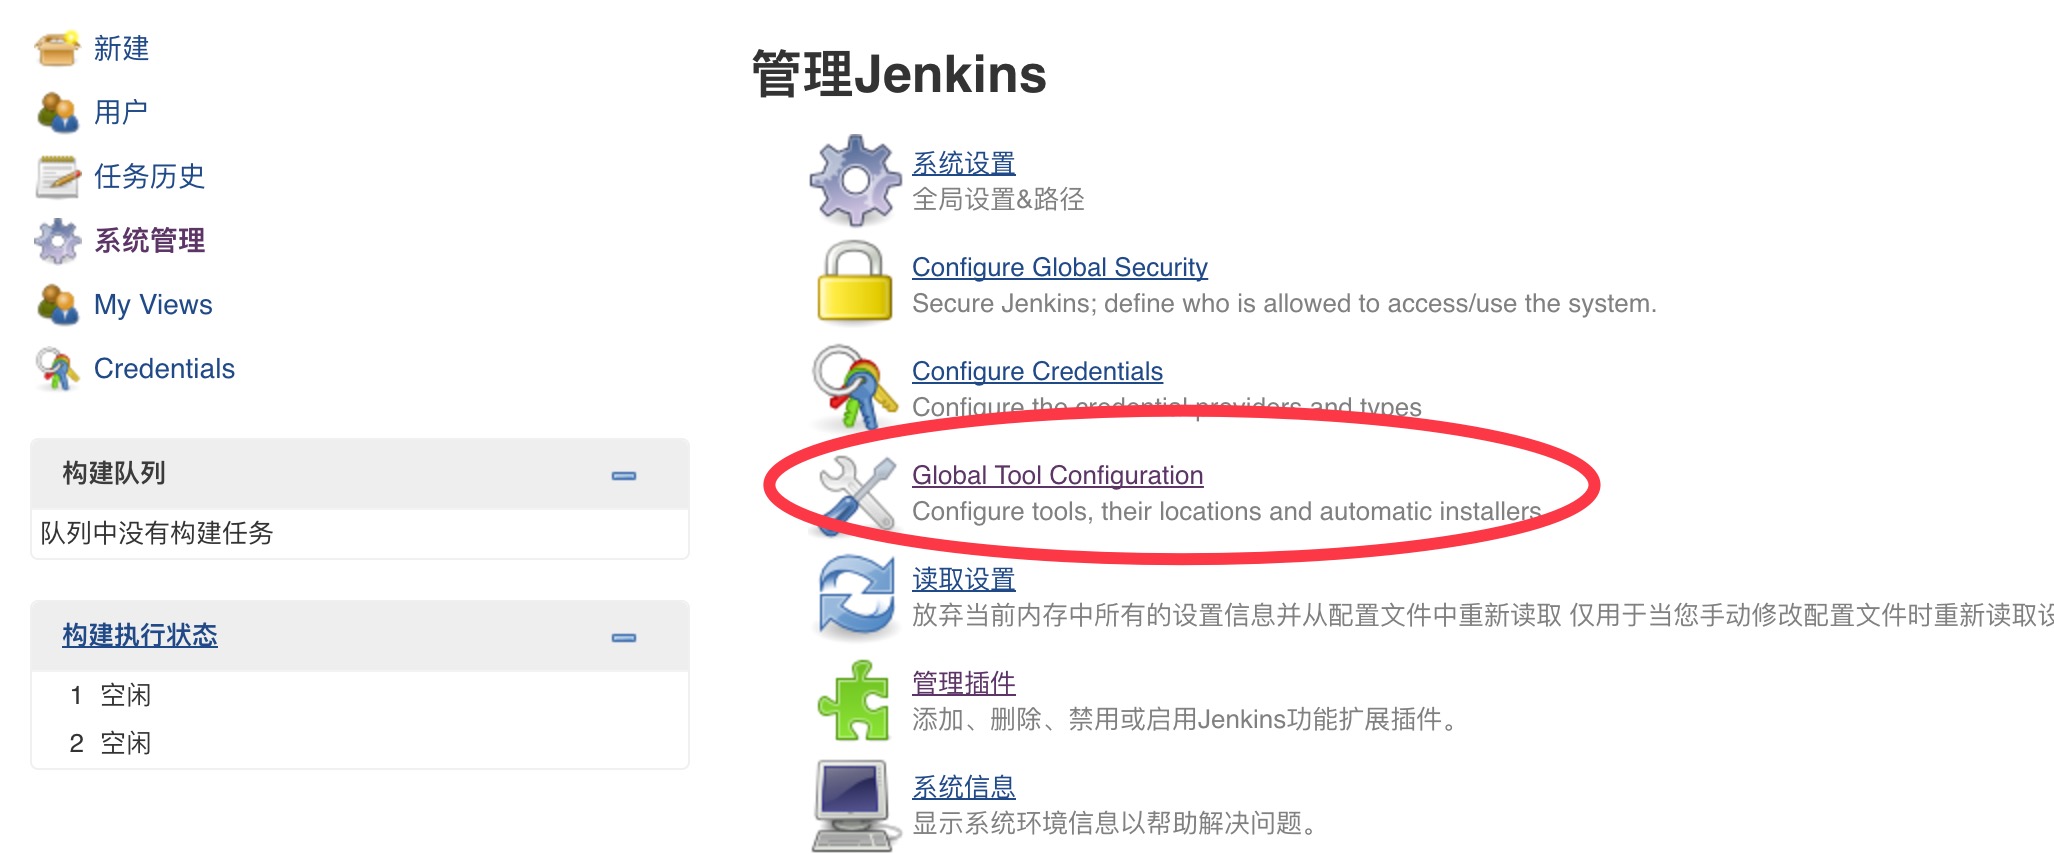 新建
用户
任务历史
系统管理
My Views
Credentials
构建队列
队列中没有构建任务
构建执行状态
1 空闲
2 空闲
管理Jenkins
系统设置
全局设置&路径
Configure Global Security
Secure Jenkins; define who is allowed to access/use the system.
Configure Credentials
Configure the credential providers and types
Global Tool Configuration
Configure tools, their locations and automatic installers
读取设置
放弃当前内存中所有的设置信息并从配置文件中重新读取 仅用于当您手动修改配置文件时重新读取设
管理插件
添加、删除、禁用或启用Jenkins功能扩展插件。
系统信息
显示系统环境信息以帮助解决问题。